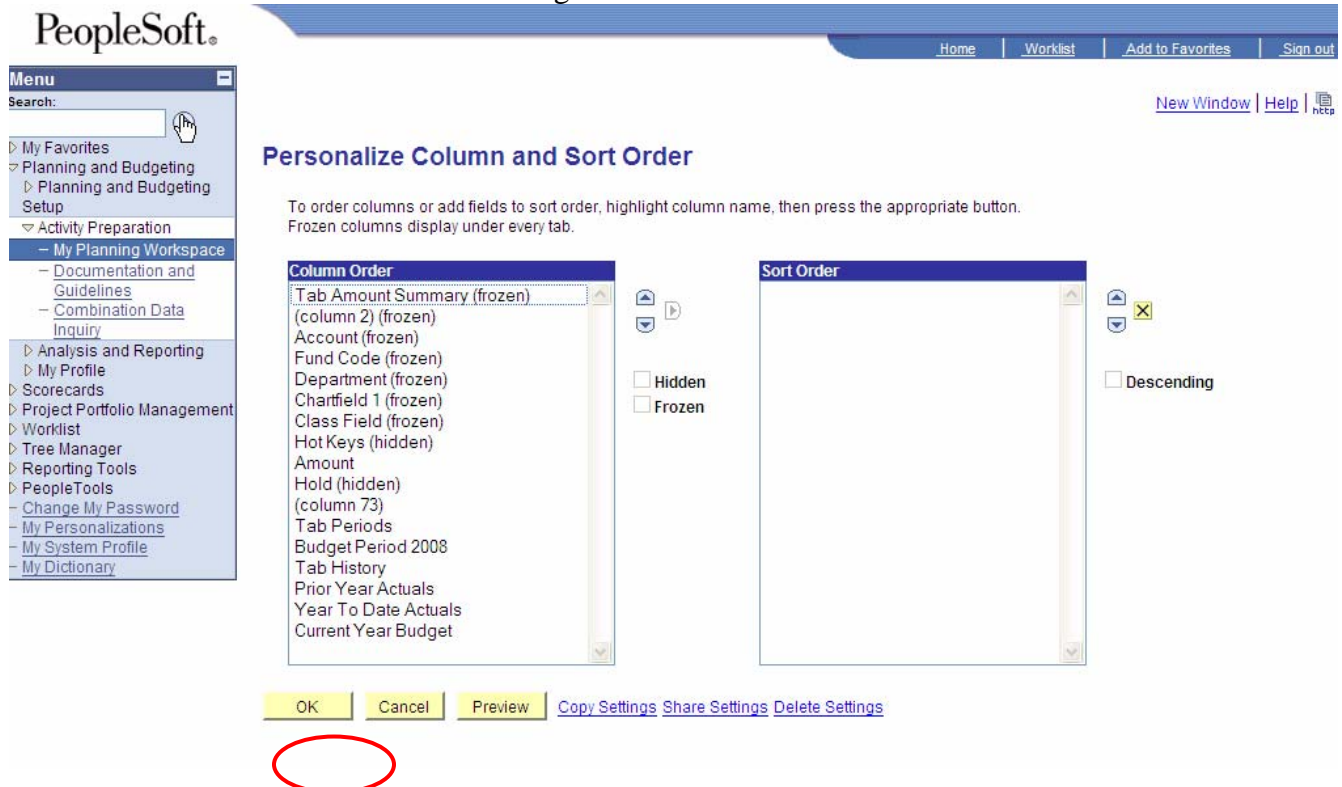 PeopleSoft®
Home | Worklist | Add to Favorites | Sign out
Menu
Search:
My Favorites
Planning and Budgeting
Planning and Budgeting
Setup
Activity Preparation
– My Planning Workspace
– Documentation and
Guidelines
– Combination Data
Inquiry
Analysis and Reporting
My Profile
Scorecards
Project Portfolio Management
Worklist
Tree Manager
Reporting Tools
PeopleTools
– Change My Password
– My Personalizations
– My System Profile
– My Dictionary
New Window | Help | http
Personalize Column and Sort Order
To order columns or add fields to sort order, highlight column name, then press the appropriate button.
Frozen columns display under every tab.
Column Order
Tab Amount Summary (frozen)
(column 2) (frozen)
Account (frozen)
Fund Code (frozen)
Department (frozen)
Chartfield 1 (frozen)
Class Field (frozen)
Hot Keys (hidden)
Amount
Hold (hidden)
(column 73)
Tab Periods
Budget Period 2008
Tab History
Prior Year Actuals
Year To Date Actuals
Current Year Budget
Hidden
Frozen
Sort Order
Descending
OK Cancel Preview Copy Settings Share Settings Delete Settings